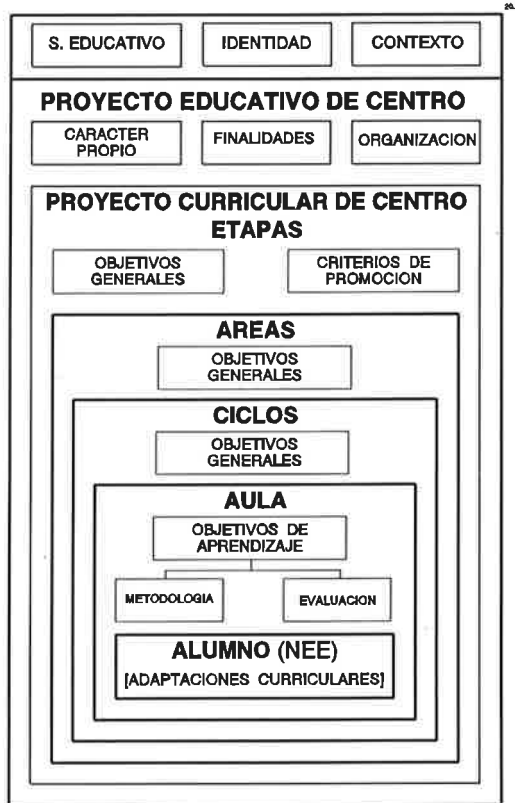 20.
S. EDUCATIVO IDENTIDAD CONTEXTO
PROYECTO EDUCATIVO DE CENTRO
CARACTER
PROPIO
FINALIDADES
ORGANIZACION
PROYECTO CURRICULAR DE CENTRO
ETAPAS
OBJETIVOS
GENERALES
CRITERIOS DE
PROMOCION
AREAS
OBJETIVOS
GENERALES
CICLOS
OBJETIVOS
GENERALES
AULA
OBJETIVOS DE
APRENDIZAJE
METODOLOGIA EVALUACION
ALUMNO (NEE)
[ADAPTACIONES CURRICULARES]